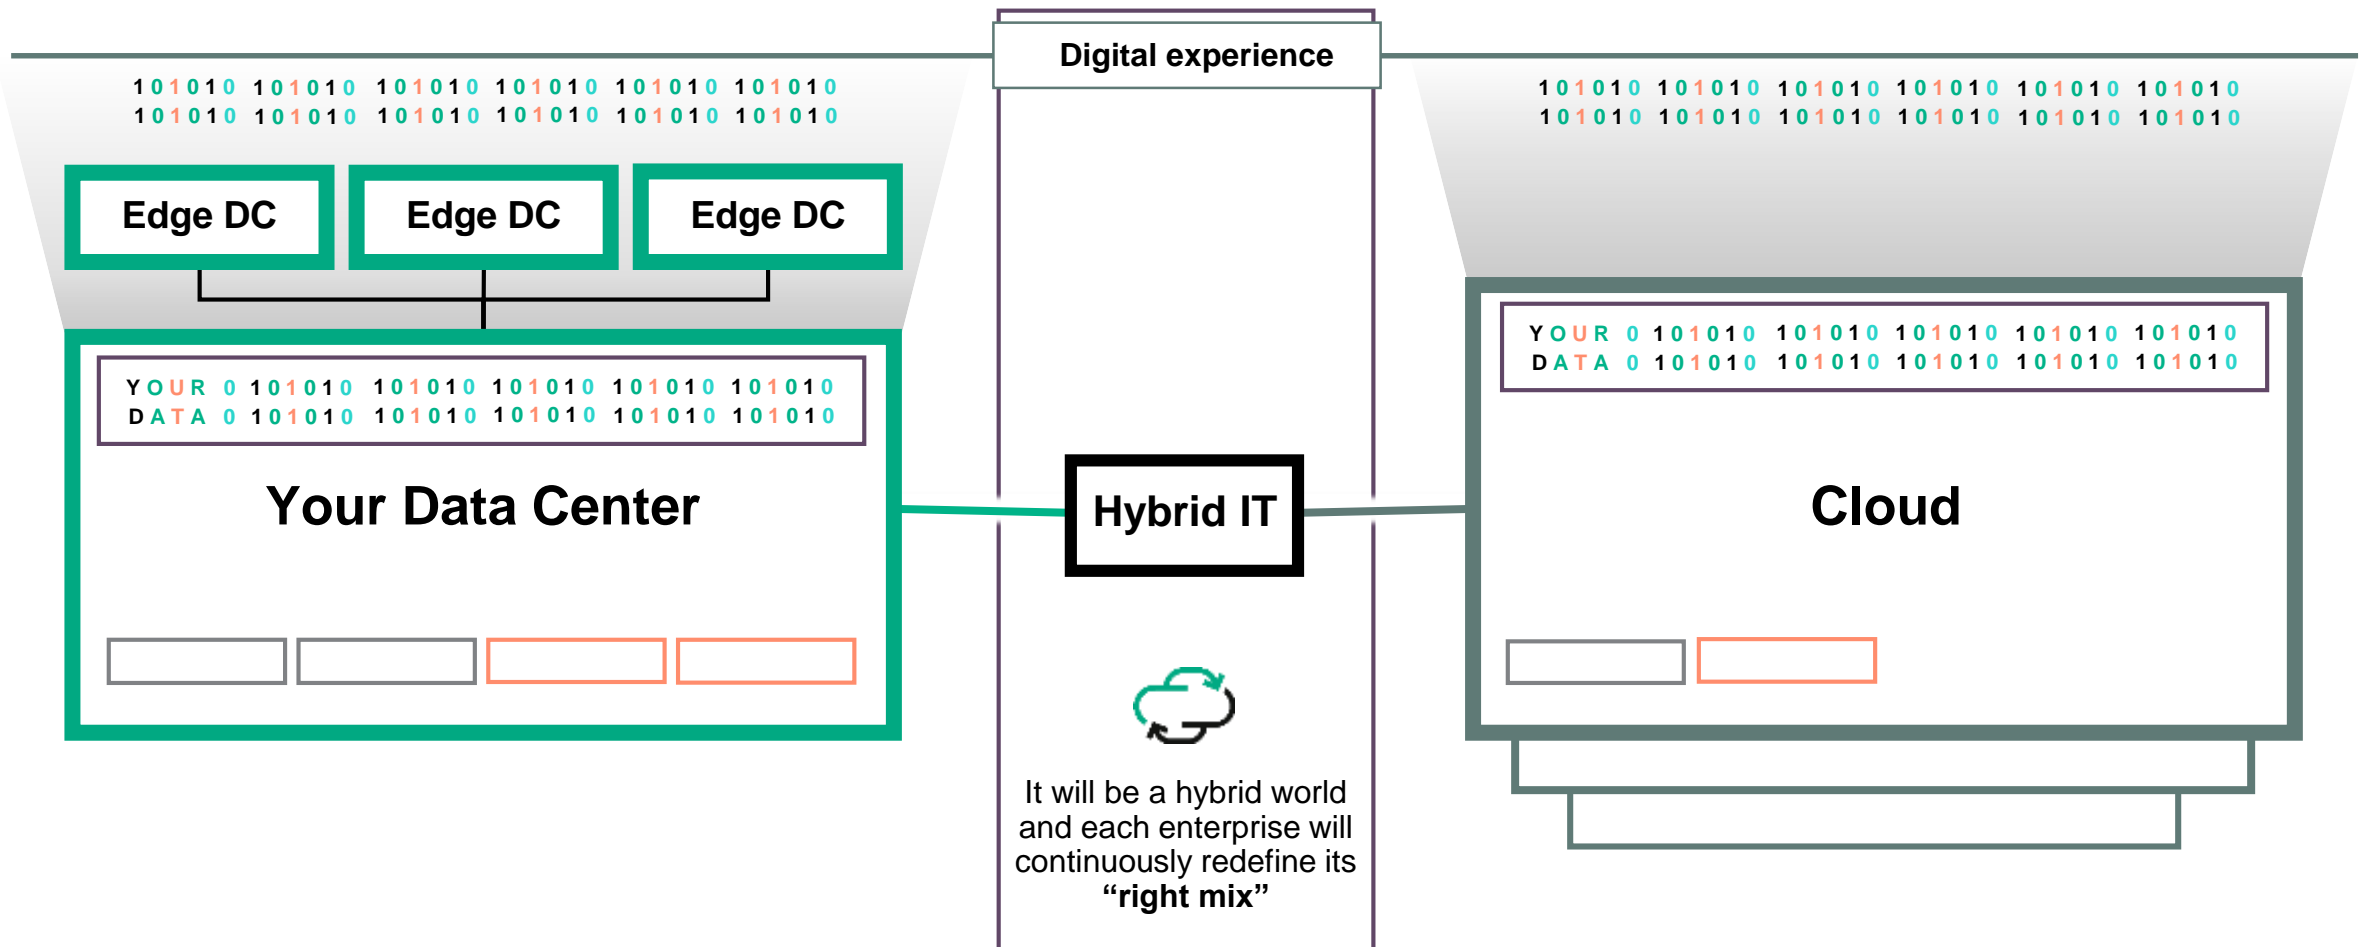 Digital experience
101010 101010 101010 101010 101010 101010
101010 101010 101010 101010 101010 101010
Edge DC
Edge DC
Edge DC
YOUR 0 101010 101010 101010 101010 101010
DATA 0 101010 101010 101010 101010 101010
Your Data Center
Hybrid IT
It will be a hybrid world
and each enterprise will
continuously redefine its
“right mix”
101010 101010 101010 101010 101010 101010
101010 101010 101010 101010 101010 101010
YOUR 0 101010 101010 101010 101010 101010
DATA 0 101010 101010 101010 101010 101010
Cloud